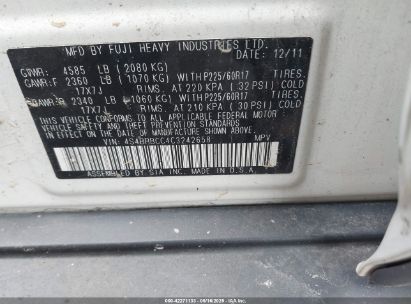 MFD BY FUJI HEAVY INDUSTRIES LTD.
DATE 12/11
GVWR: 4585 LB (2080 KG)
GAWR:F 2360 LB (1070 KG) WITH P225/60R17 TIRES.
17X7J RIMS. AT 220 KPA (32 PSI)
GAWR:R 2340 LB (1060 KG) WITH P225/60R17 TIRES.
17X7J RIMS. AT 210 KPA (30 PSI)
THIS VEHICLE CONFORMS TO ALL APPLICABLE FEDERAL MOTOR
VEHICLE SAFETY AND THEFT PREVENTION STANDARDS IN
EFFECT ON THE DATE OF MANUFACTURE SHOWN ABOVE.
VIN: 4S4BRBCC4C3242658 MPV
ASSEMBLED BY SIA INC. MADE IN U.S.A.